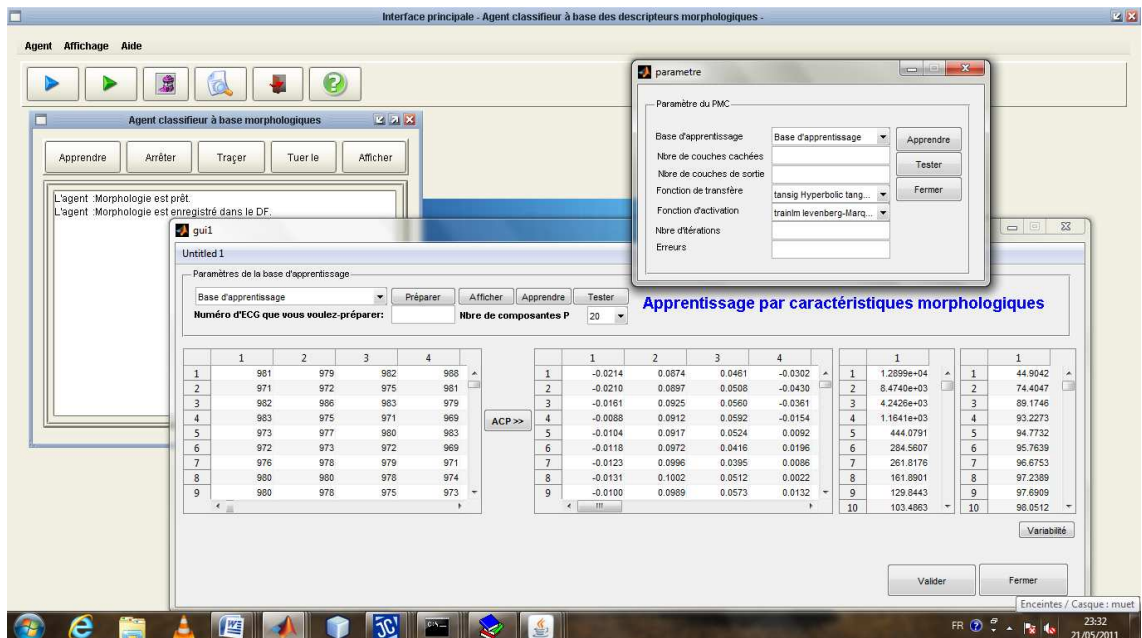 Interface principale - Agent classifieur à base des descripteurs morphologiques -
Agent Affichage Aide
Agent classifieur à base morphologiques
Apprendre Arrêter Traçer Tuer le Afficher
L'agent :Morphologie est prêt.
L'agent :Morphologie est enregistré dans le DF.
parametre
Paramètre du PMC
Base d'apprentissage Base d'apprentissage Apprendre
Nbre de couches cachées
Tester
Nbre de couches de sortie
Fonction de transfère tansig Hyperbolic tang... Fermer
Fonction d'activation trainlm levenberg-Marq...
Nbre d'itérations
Erreurs
gui1
Untitled 1
Paramètres de la base d'apprentissage
Base d'apprentissage Préparer Afficher Apprendre Tester
Numéro d'ECG que vous voulez-préparer: Nbre de composantes P 20
Apprentissage par caractéristiques morphologiques
1 2 3 4
1 981 979 982 988
2 971 972 975 981
3 982 986 983 979
4 983 975 971 969
5 973 977 980 983
6 972 973 972 969
7 976 978 979 971
8 980 980 978 974
9 980 978 975 973
ACP >>
1 2 3 4
1 -0.0214 0.0874 0.0461 -0.0302
2 -0.0210 0.0897 0.0508 -0.0430
3 -0.0161 0.0925 0.0560 -0.0361
4 -0.0088 0.0912 0.0592 -0.0154
5 -0.0104 0.0917 0.0524 0.0092
6 -0.0118 0.0972 0.0416 0.0196
7 -0.0123 0.0996 0.0395 0.0086
8 -0.0131 0.1002 0.0512 0.0022
9 -0.0100 0.0989 0.0573 0.0132
1
1 1.2899e+04
2 8.4740e+03
3 4.2426e+03
4 1.1641e+03
5 444.0791
6 284.5607
7 261.8176
8 161.8901
9 129.8443
10 103.4863
1
1 44.9042
2 74.4047
3 89.1746
4 93.2273
5 94.7732
6 95.7639
7 96.6753
8 97.2389
9 97.6909
10 98.0512
Variabilité
Valider Fermer
Enceintes / Casque : muet
FR 23:32
21/05/2011